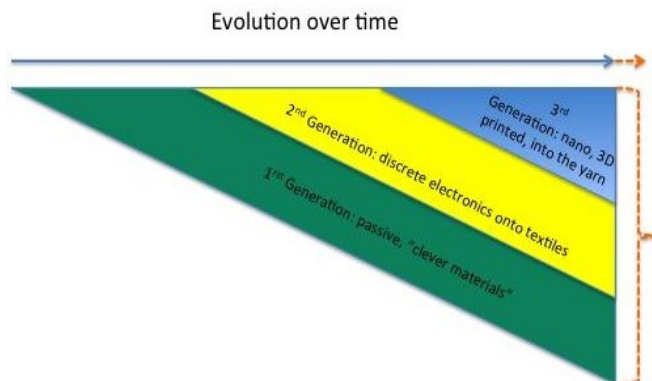 Evolution over time
3rd
Generation: nano, 3D
printed, into the yarn
2nd Generation: discrete electronics onto textiles
1rst Generation: passive, “clever materials”